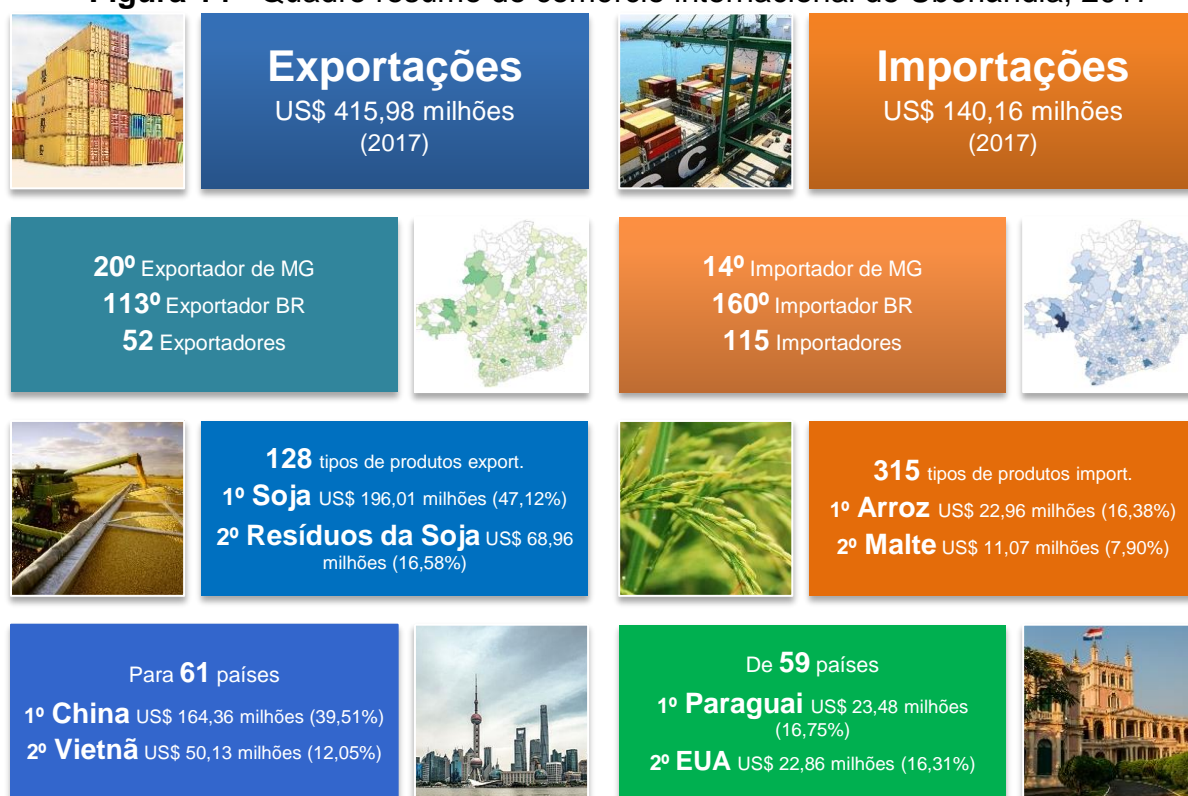 Exportações
US$ 415,98 milhões
(2017)
Importações
US$ 140,16 milhões
(2017)
20º Exportador de MG
113º Exportador BR
52 Exportadores
14º Importador de MG
160º Importador BR
115 Importadores
128 tipos de produtos export.
1º Soja US$ 196,01 milhões (47,12%)
2º Resíduos da Soja US$ 68,96
milhões (16,58%)
315 tipos de produtos import.
1º Arroz US$ 22,96 milhões (16,38%)
2º Malte US$ 11,07 milhões (7,90%)
Para 61 países
1º China US$ 164,36 milhões (39,51%)
2º Vietnã US$ 50,13 milhões (12,05%)
De 59 países
1º Paraguai US$ 23,48 milhões
(16,75%)
2º EUA US$ 22,86 milhões (16,31%)